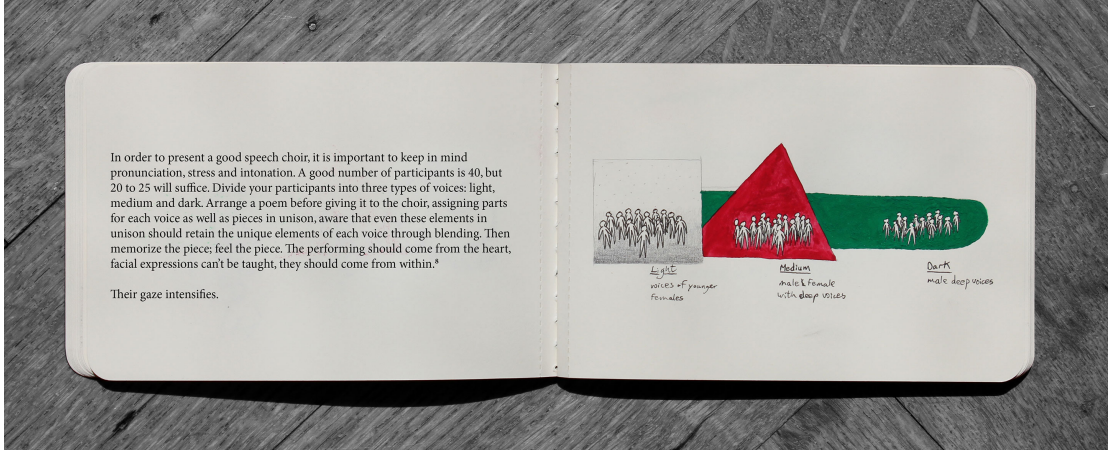 In order to present a good speech choir, it is important to keep in mind
pronunciation, stress and intonation. A good number of participants is 40, but
20 to 25 will suffice. Divide your participants into three types of voices: light,
medium and dark. Arrange a poem before giving it to the choir, assigning parts
for each voice as well as pieces in unison, aware that even these elements in
unison should retain the unique elements of each voice through blending. Then
memorize the piece; feel the piece. The performing should come from the heart,
facial expressions can’t be taught, they should come from within.⁸
Their gaze intensifies.
Light
voices of younger
females
Medium
male & female
with deep voices
Dark
male deep voices